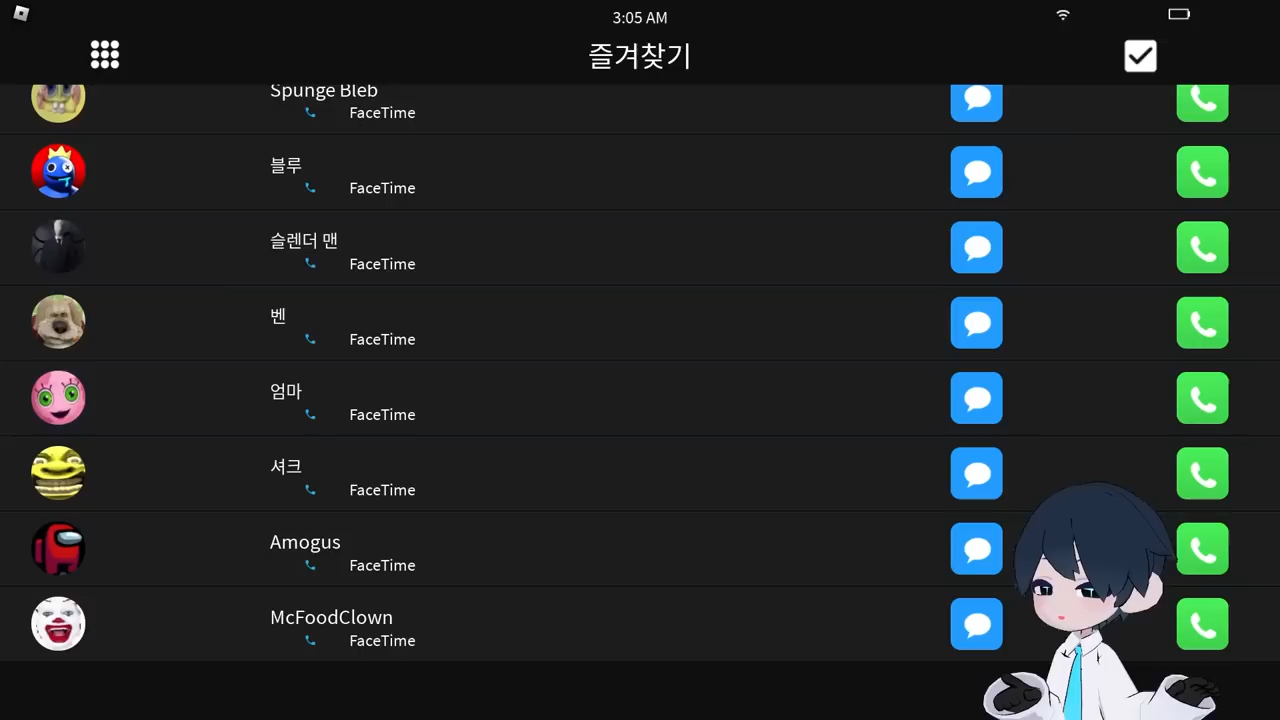 3:05 AM
즐겨찾기
Spunge Bleb
FaceTime
블루
FaceTime
슬렌더 맨
FaceTime
벤
FaceTime
엄마
FaceTime
셔크
FaceTime
Amogus
FaceTime
McFoodClown
FaceTime